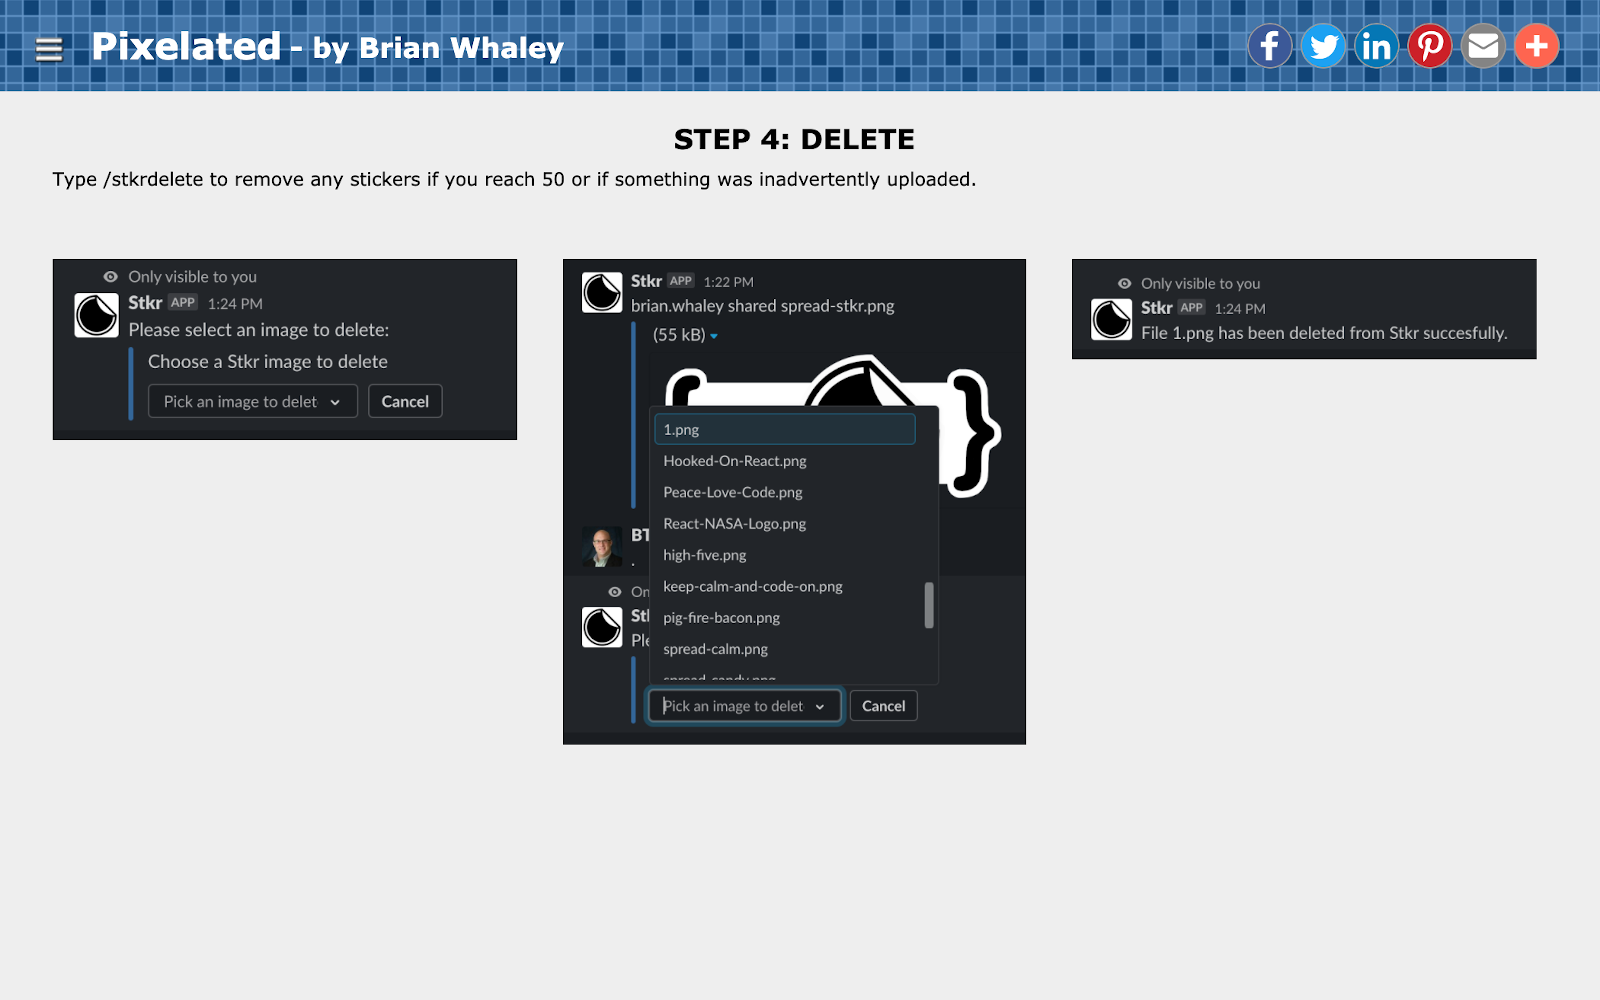 Pixelated - by Brian Whaley
STEP 4: DELETE
Type /stkrdelete to remove any stickers if you reach 50 or if something was inadvertently uploaded.
Only visible to you
Stkr APP 1:24 PM
Please select an image to delete:
Choose a Stkr image to delete
Pick an image to delet
Cancel
Stkr APP 1:22 PM
brian.whaley shared spread-stkr.png
(55 kB)
{ }
1.png
Hooked-On-React.png
Peace-Love-Code.png
React-NASA-Logo.png
BT
.
high-five.png
On
keep-calm-and-code-on.png
pig-fire-bacon.png
spread-calm.png
spread-candy.png
Pick an image to delet
Cancel
Only visible to you
Stkr APP 1:24 PM
File 1.png has been deleted from Stkr succesfully.